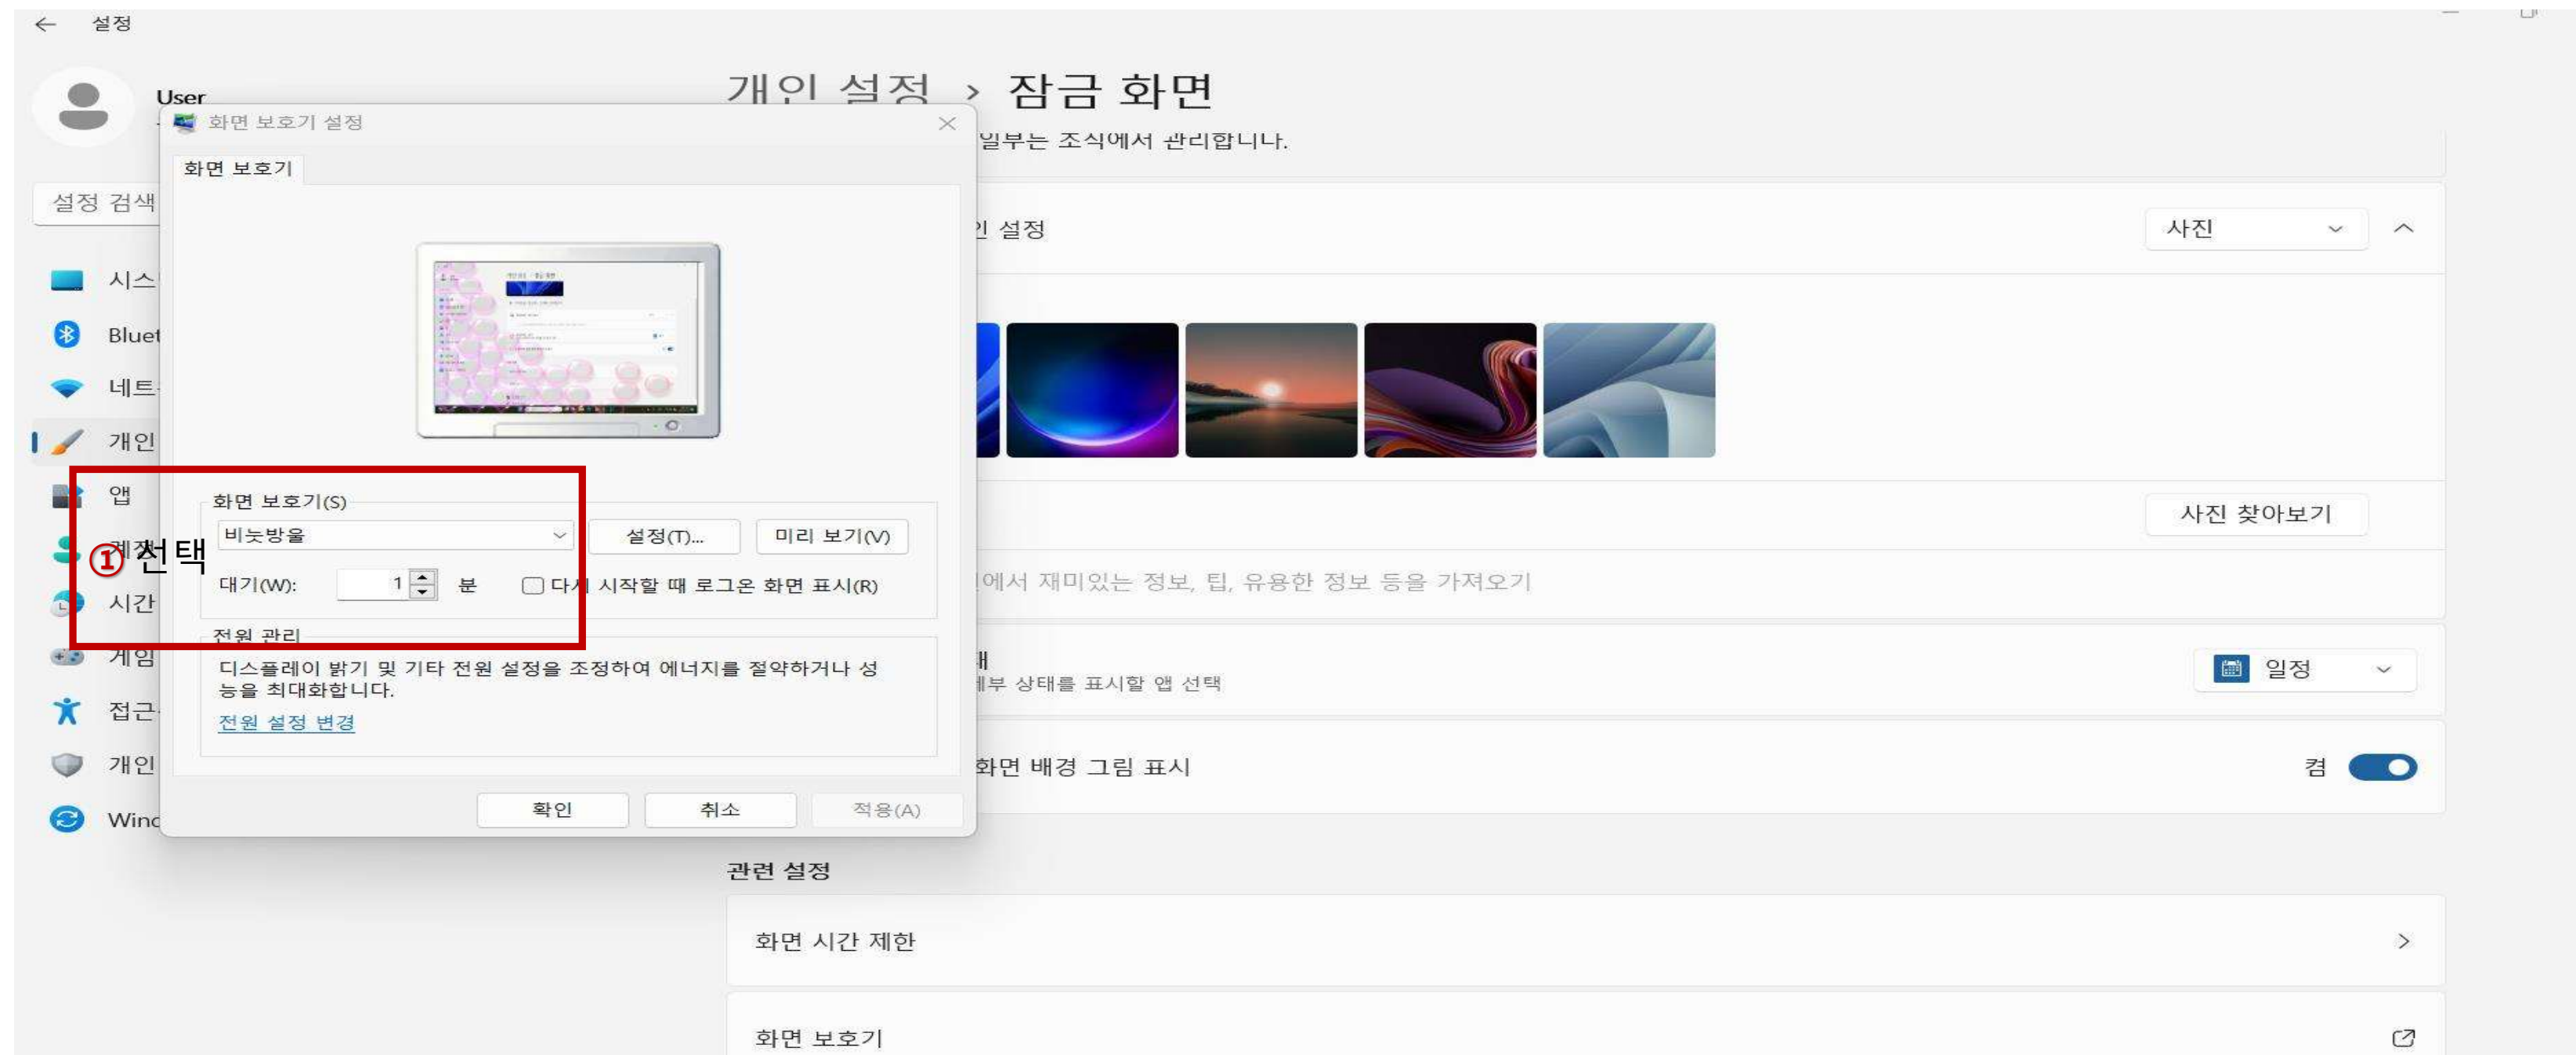 설정
User
개인 설정 > 잠금 화면
화면 보호기 설정
일부는 조식에서 관리합니다.
화면 보호기
설정 검색
인 설정
사진
시스
Bluet
네트
개인
앱
화면 보호기(S)
비눗방울
설정(T)...
미리 보기(V)
사진 찾아보기
① 선택
대기(W):
1
분
다시 시작할 때 로그온 화면 표시(R)
에서 재미있는 정보, 팁, 유용한 정보 등을 가져오기
시간
전원 관리
게임
디스플레이 밝기 및 기타 전원 설정을 조정하여 에너지를 절약하거나 성
능을 최대화합니다.
세부 상태를 표시할 앱 선택
일정
접근
전원 설정 변경
개인
화면 배경 그림 표시
켬
확인
취소
적용(A)
Wind
관련 설정
화면 시간 제한
화면 보호기